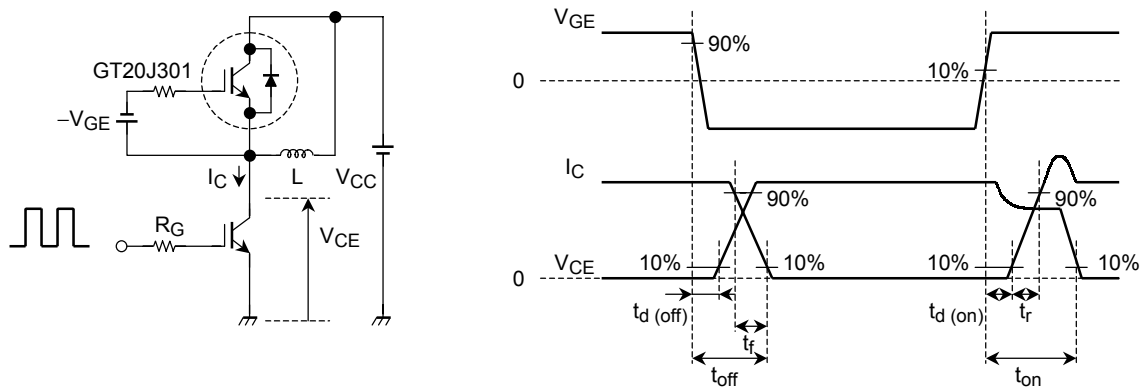 GT20J301
−VGE
IC
L
VCC
RG
VCE
VGE
90%
0
10%
IC
90%
90%
VCE
0
10%
10%
10%
10%
td (off)
tf
toff
td (on)
tr
ton